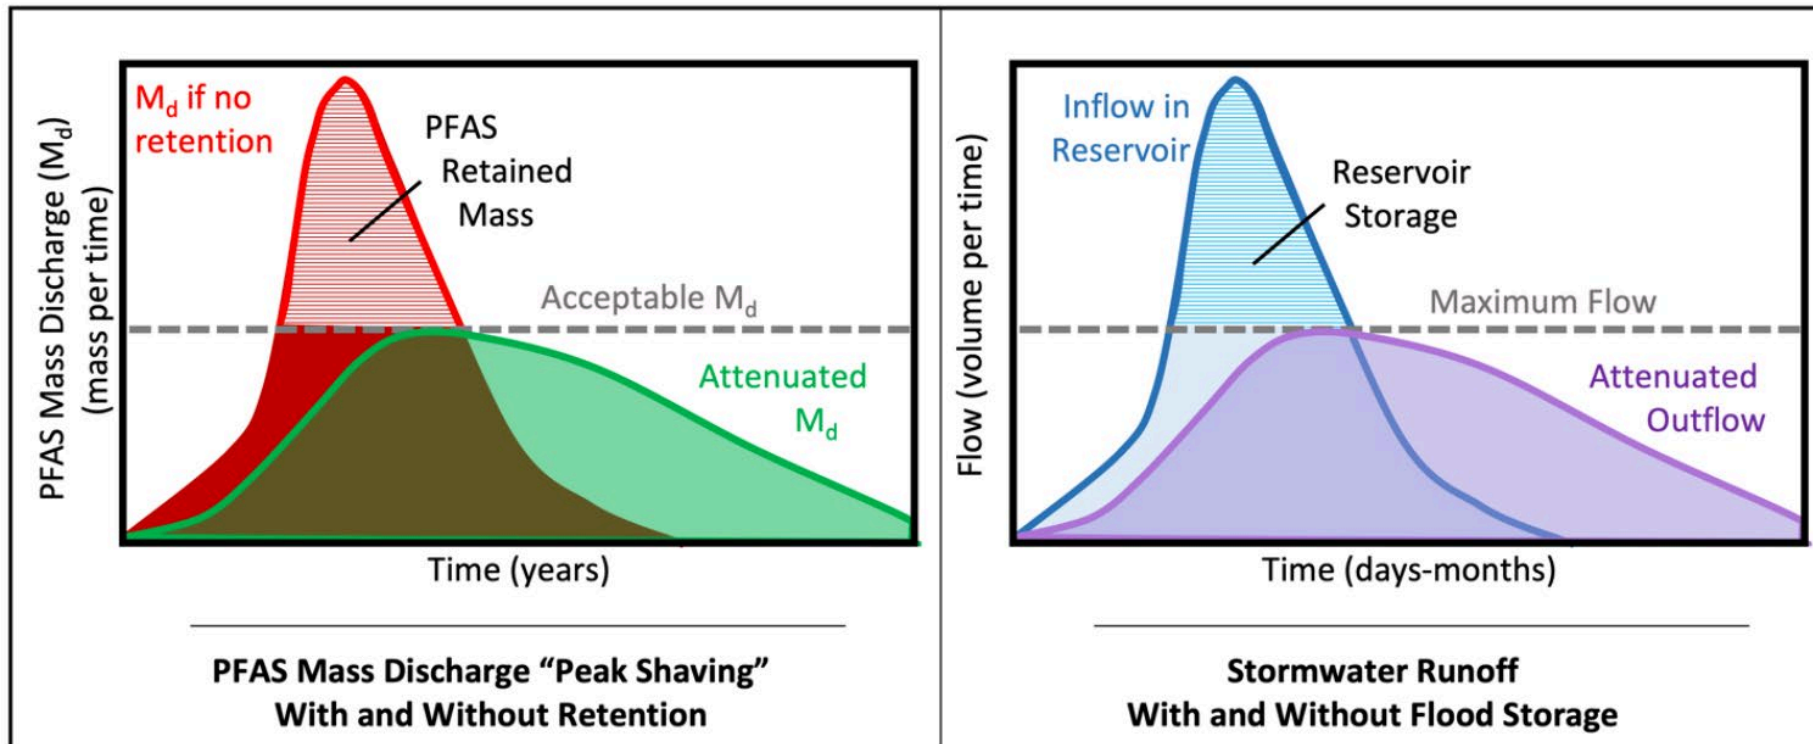 PFAS Mass Discharge (Md)
(mass per time)
Md if no
retention
PFAS
Retained
Mass
Acceptable Md
Attenuated
Md
Time (years)
PFAS Mass Discharge “Peak Shaving”
With and Without Retention
Flow (volume per time)
Inflow in
Reservoir
Reservoir
Storage
Maximum Flow
Attenuated
Outflow
Time (days-months)
Stormwater Runoff
With and Without Flood Storage